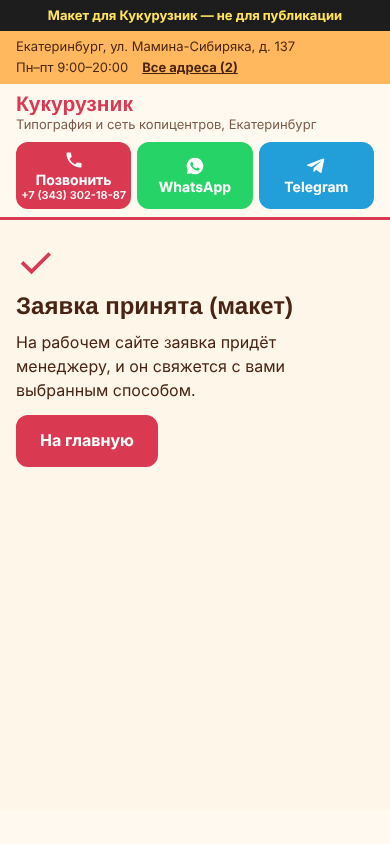 Макет для Кукурузник — не для публикации
Екатеринбург, ул. Мамина-Сибиряка, д. 137
Пн–пт 9:00–20:00 Все адреса (2)
Кукурузник
Типография и сеть копицентров, Екатеринбург
Позвонить
+7 (343) 302-18-87
WhatsApp
Telegram
Заявка принята (макет)
На рабочем сайте заявка придёт
менеджеру, и он свяжется с вами
выбранным способом.
На главную